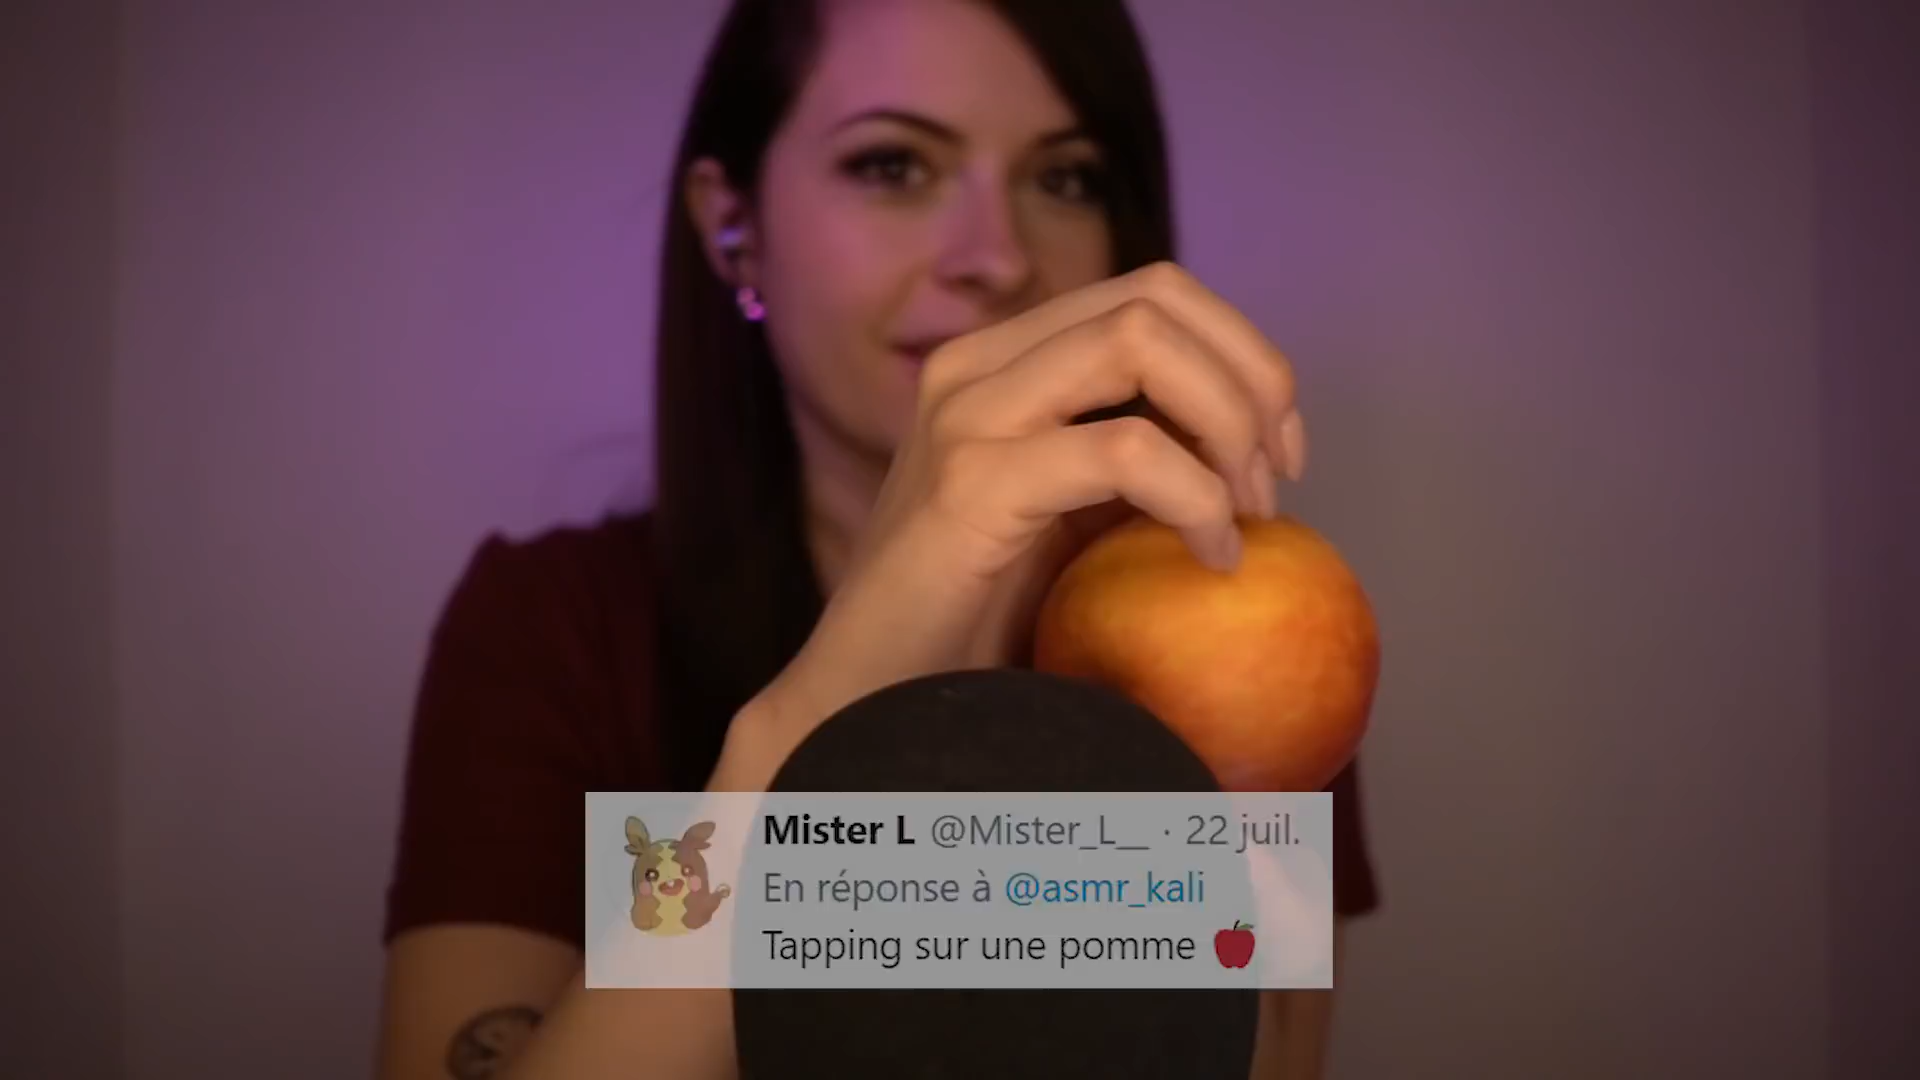 Mister L @Mister_L__ · 22 juil.
En réponse à @asmr_kali
Tapping sur une pomme 🍎